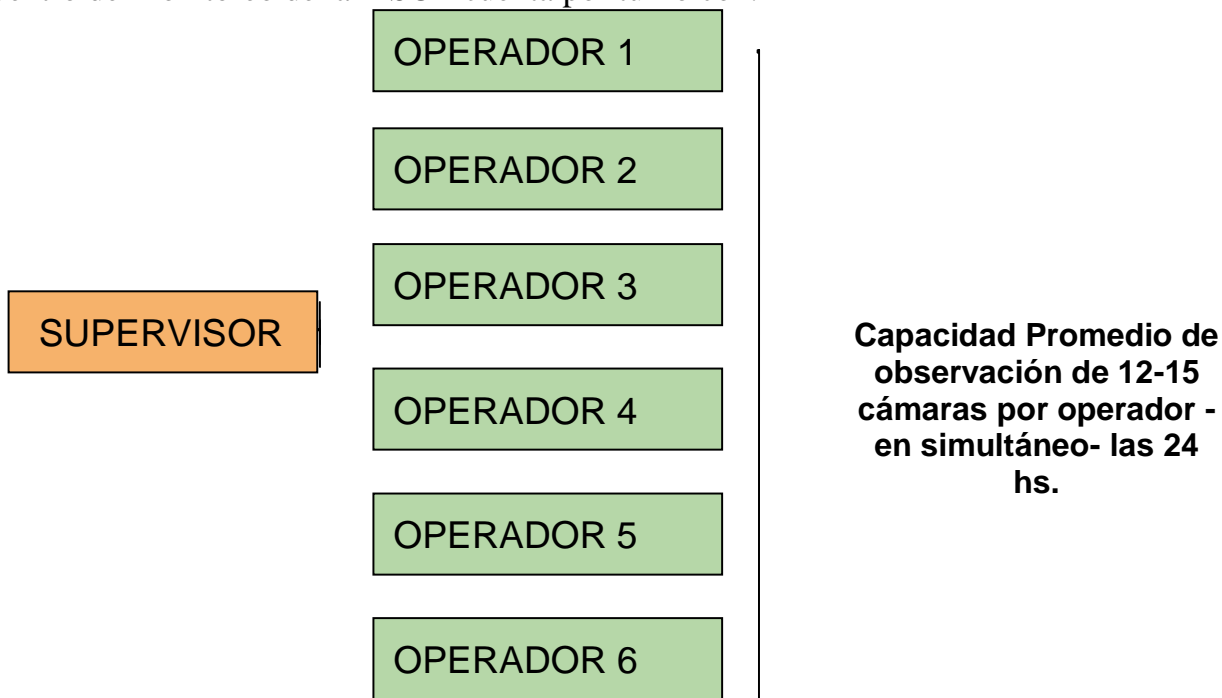 OPERADOR 1
OPERADOR 2
OPERADOR 3
SUPERVISOR
OPERADOR 4
OPERADOR 5
OPERADOR 6
Capacidad Promedio de
observación de 12-15
cámaras por operador -
en simultáneo- las 24
hs.